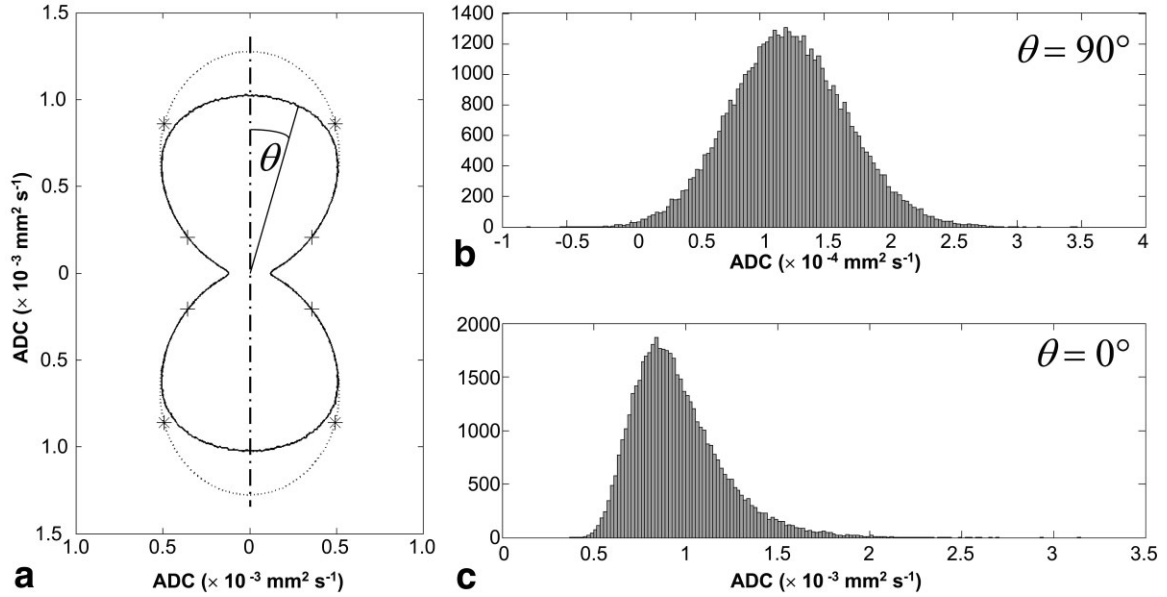 1.5
1.0
0.5
0
0.5
1.0
1.5
ADC (× 10⁻³ mm² s⁻¹)
θ
1.0 0.5 0 0.5 1.0
ADC (× 10⁻³ mm² s⁻¹)
a
1400
1200
1000
800
600
400
200
0
θ = 90°
-1 -0.5 0 0.5 1 1.5 2 2.5 3 3.5 4
ADC (× 10⁻⁴ mm² s⁻¹)
b
2000
1500
1000
500
0
θ = 0°
0 0.5 1 1.5 2 2.5 3 3.5
ADC (× 10⁻³ mm² s⁻¹)
c